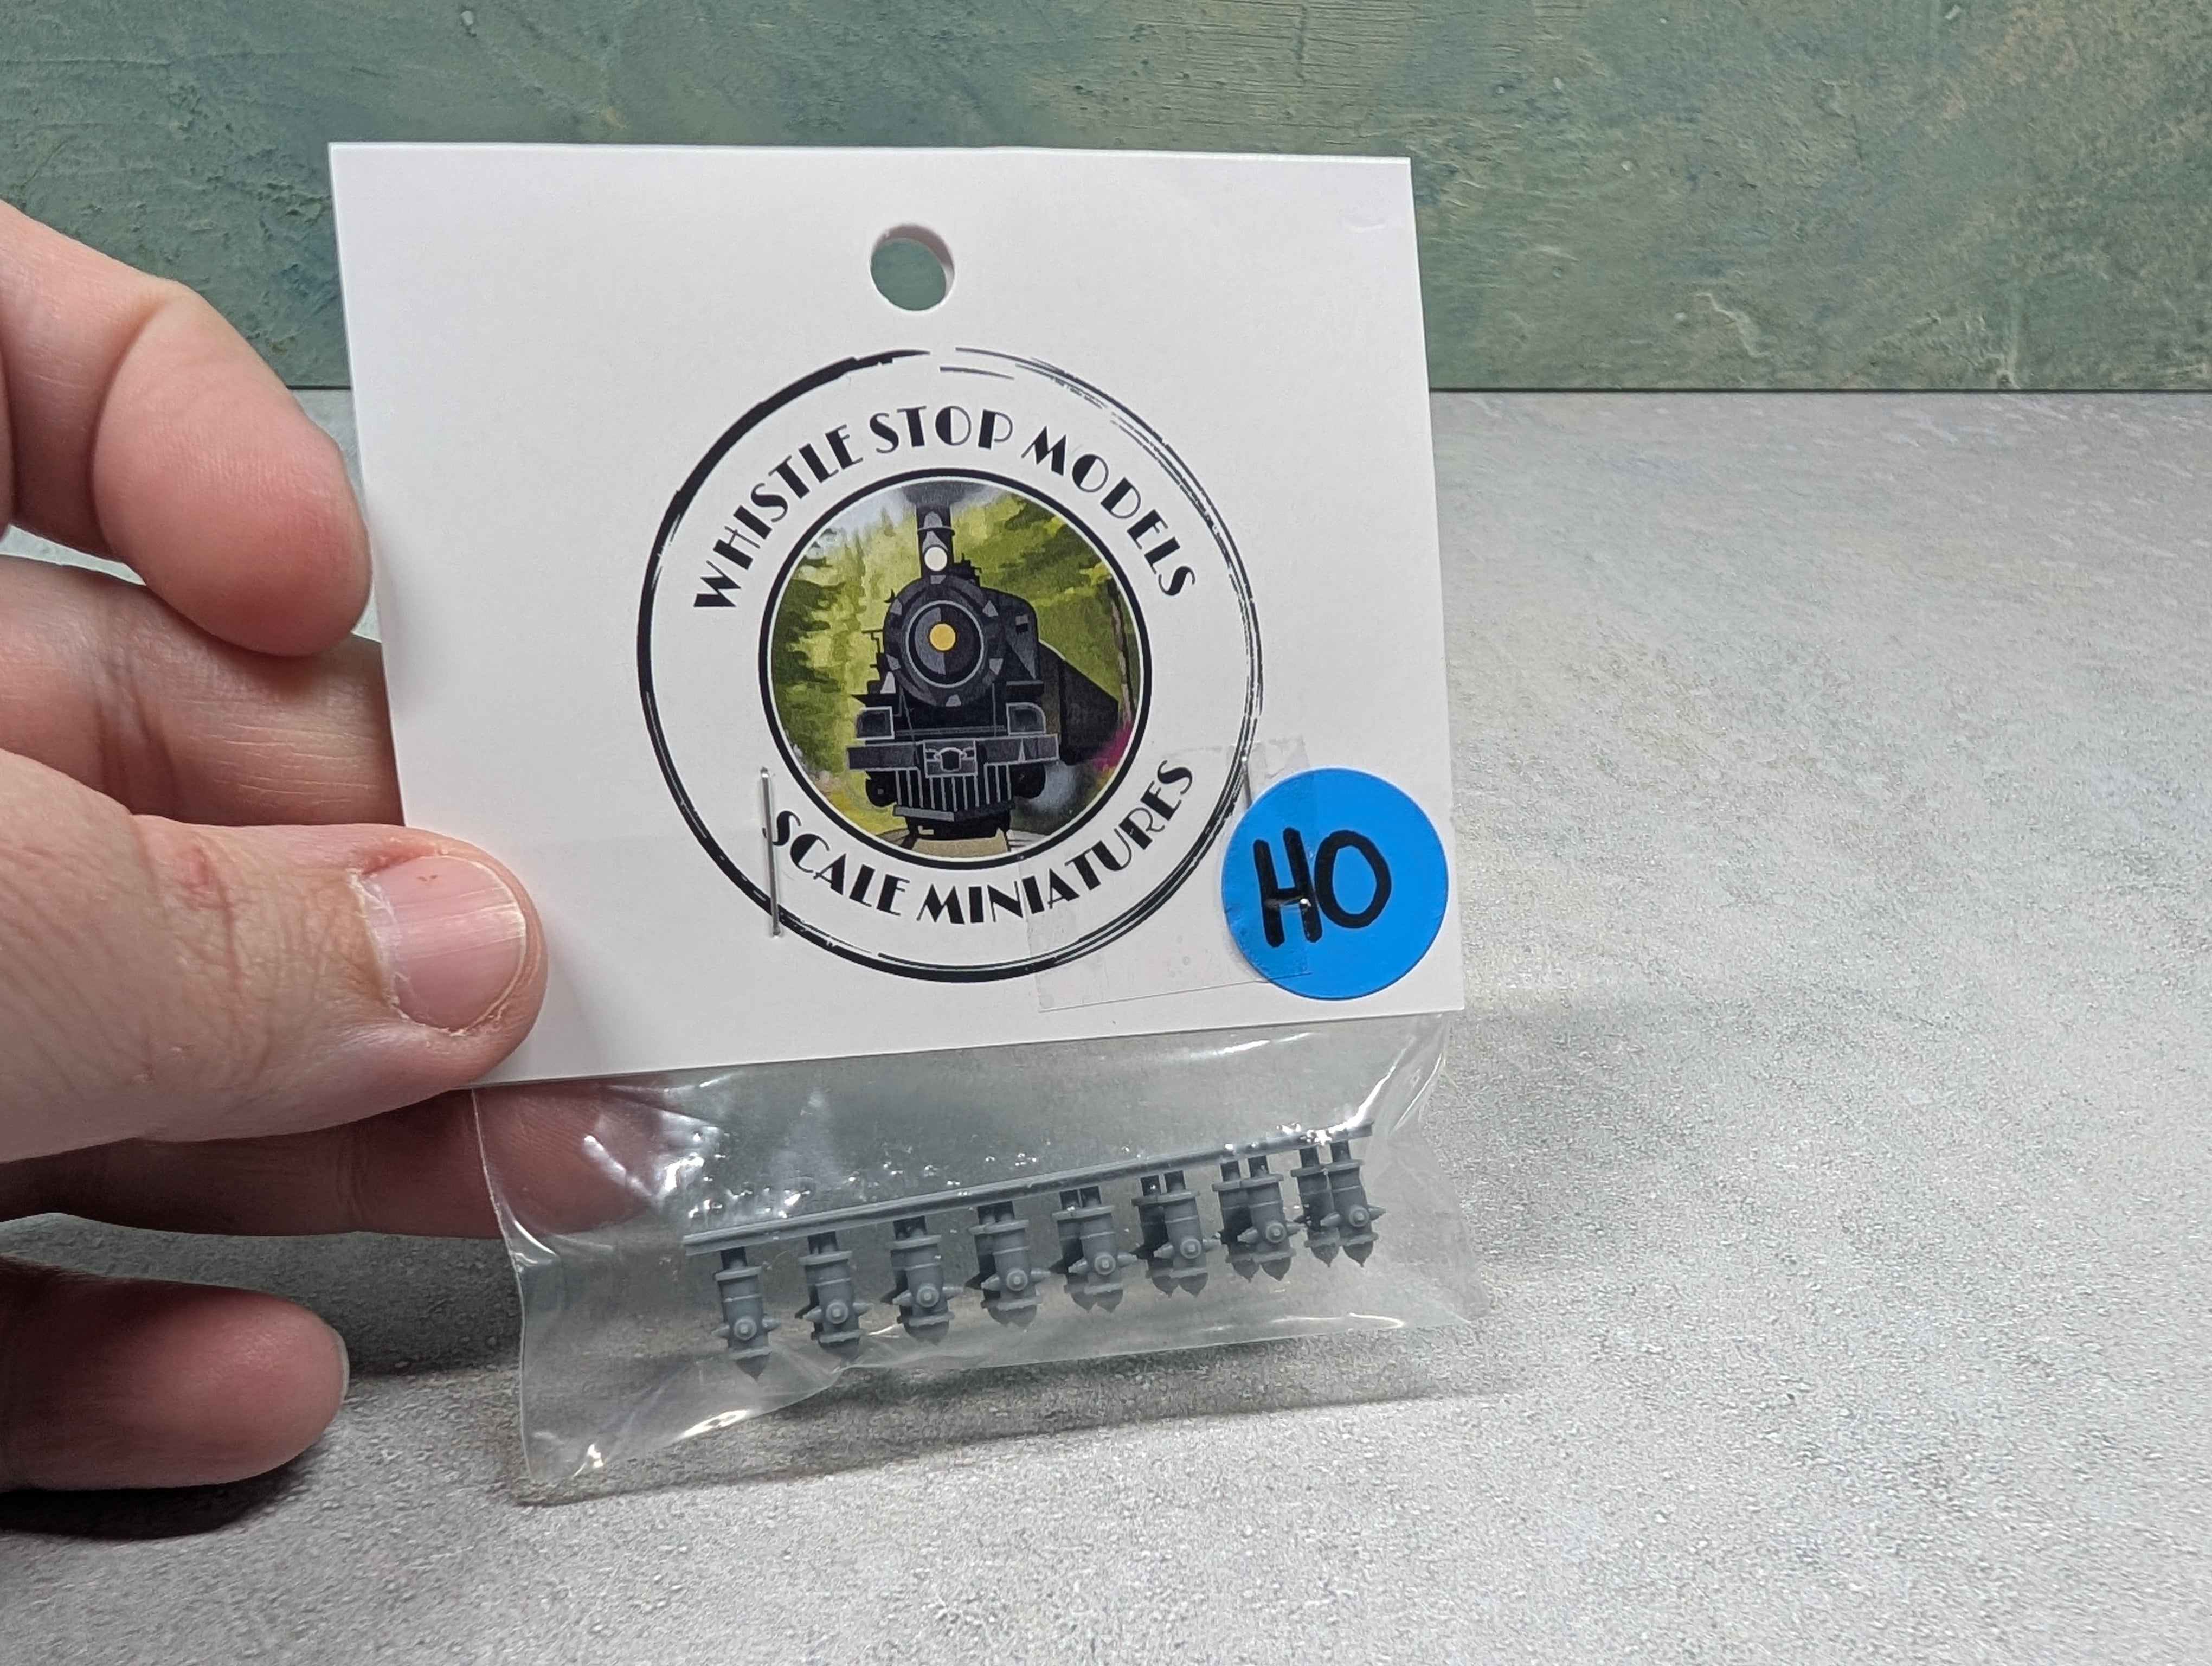 WHISTLE STOP MODELS
SCALE MINIATURES
HO